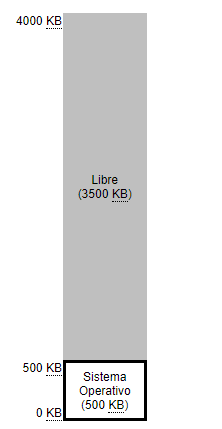 4000 KB
Libre
(3500 KB)
500 KB
Sistema
Operativo
(500 KB)
0 KB